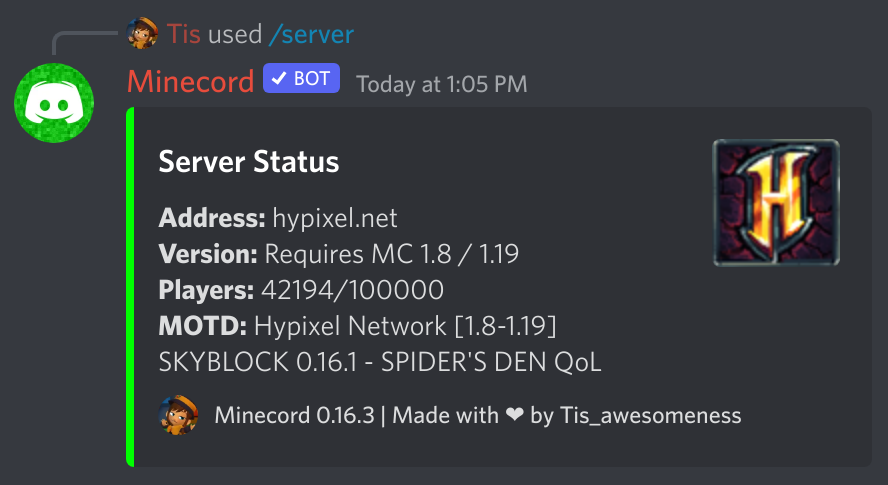 Tis used /server
Minecord ✓ BOT Today at 1:05 PM
Server Status
H
Address: hypixel.net
Version: Requires MC 1.8 / 1.19
Players: 42194/100000
MOTD: Hypixel Network [1.8-1.19]
SKYBLOCK 0.16.1 - SPIDER'S DEN QoL
Minecord 0.16.3 | Made with ❤ by Tis_awesomeness